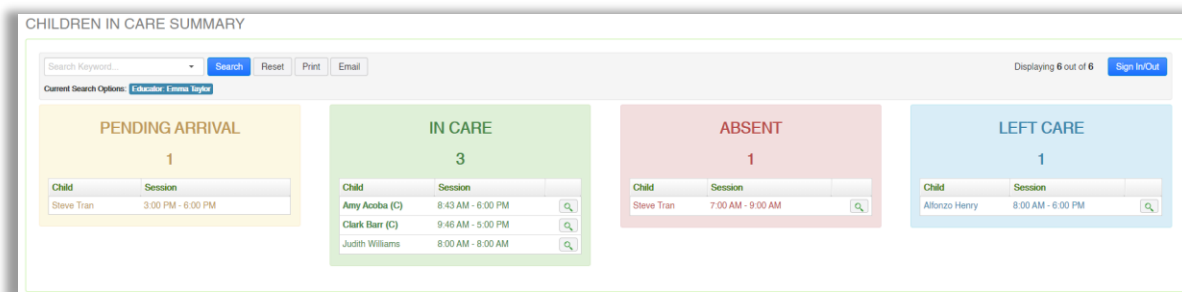 CHILDREN IN CARE SUMMARY
Search Keyword... Search Reset Print Email Displaying 6 out of 6 Sign In/Out
Current Search Options: Educator: Emma Taylor
PENDING ARRIVAL
1
Child Session
Steve Tran 3:00 PM - 6:00 PM
IN CARE
3
Child Session
Amy Acoba (C) 8:43 AM - 6:00 PM
Clark Barr (C) 9:46 AM - 5:00 PM
Judith Williams 8:00 AM - 8:00 AM
ABSENT
1
Child Session
Steve Tran 7:00 AM - 9:00 AM
LEFT CARE
1
Child Session
Alfonzo Henry 8:00 AM - 6:00 PM